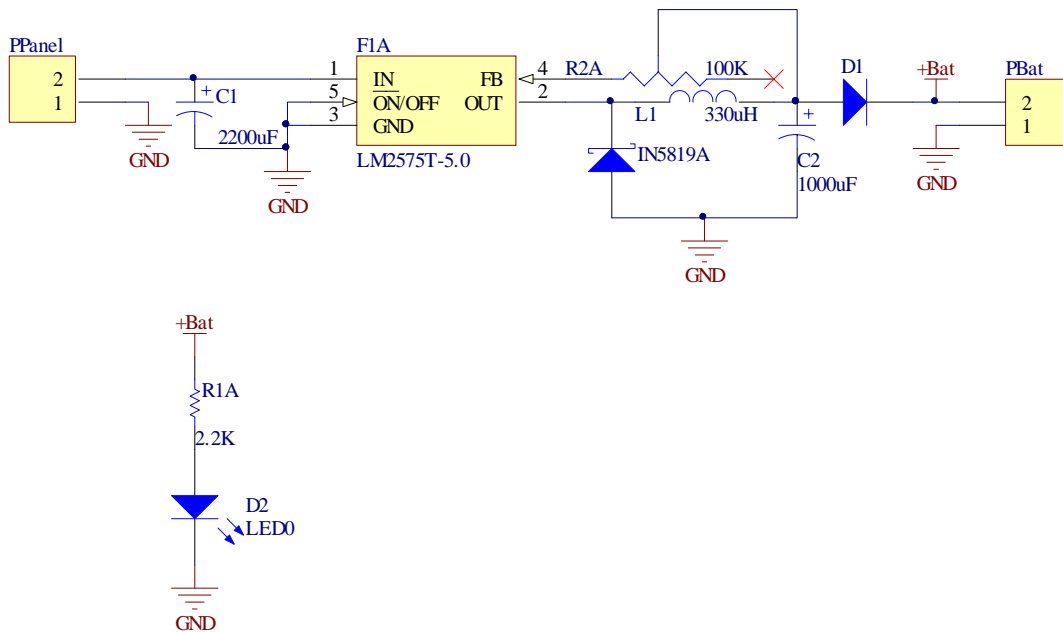 PPanel
2
1
GND
C1
2200uF
GND
F1A
1
5
3
IN
ON/OFF
GND
FB
OUT
4
2
LM2575T-5.0
R2A
100K
L1
330uH
IN5819A
GND
C2
1000uF
D1
+Bat
GND
PBat
2
1
+Bat
R1A
2.2K
D2
LED0
GND